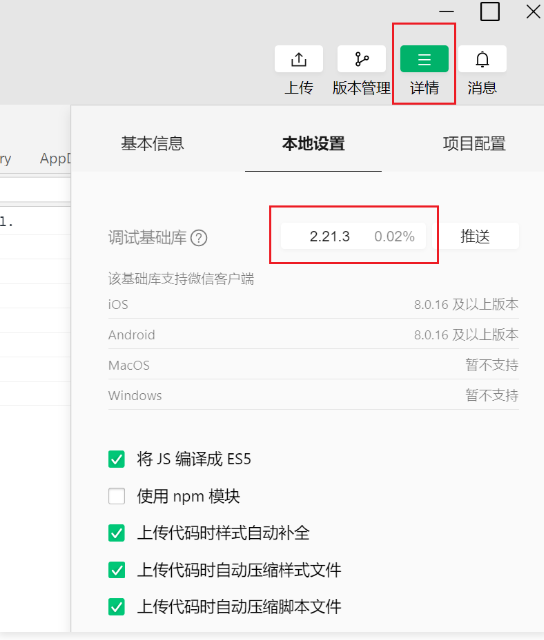 上传 版本管理 详情 消息
基本信息 本地设置 项目配置
ry AppD
1.
调试基础库 ? 2.21.3 0.02% 推送
该基础库支持微信客户端
iOS 8.0.16 及以上版本
Android 8.0.16 及以上版本
MacOS 暂不支持
Windows 暂不支持
将 JS 编译成 ES5
使用 npm 模块
上传代码时样式自动补全
上传代码时自动压缩样式文件
上传代码时自动压缩脚本文件